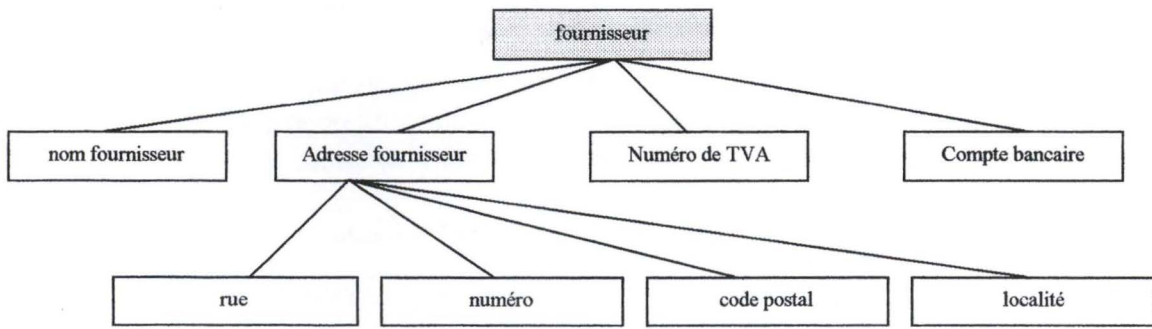 fournisseur
nom fournisseur
Adresse fournisseur
Numéro de TVA
Compte bancaire
rue
numéro
code postal
localité